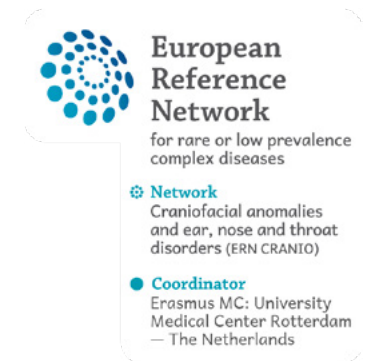 European
Reference
Network
for rare or low prevalence
complex diseases
Network
Craniofacial anomalies
and ear, nose and throat
disorders (ERN CRANIO)
Coordinator
Erasmus MC: University
Medical Center Rotterdam
— The Netherlands